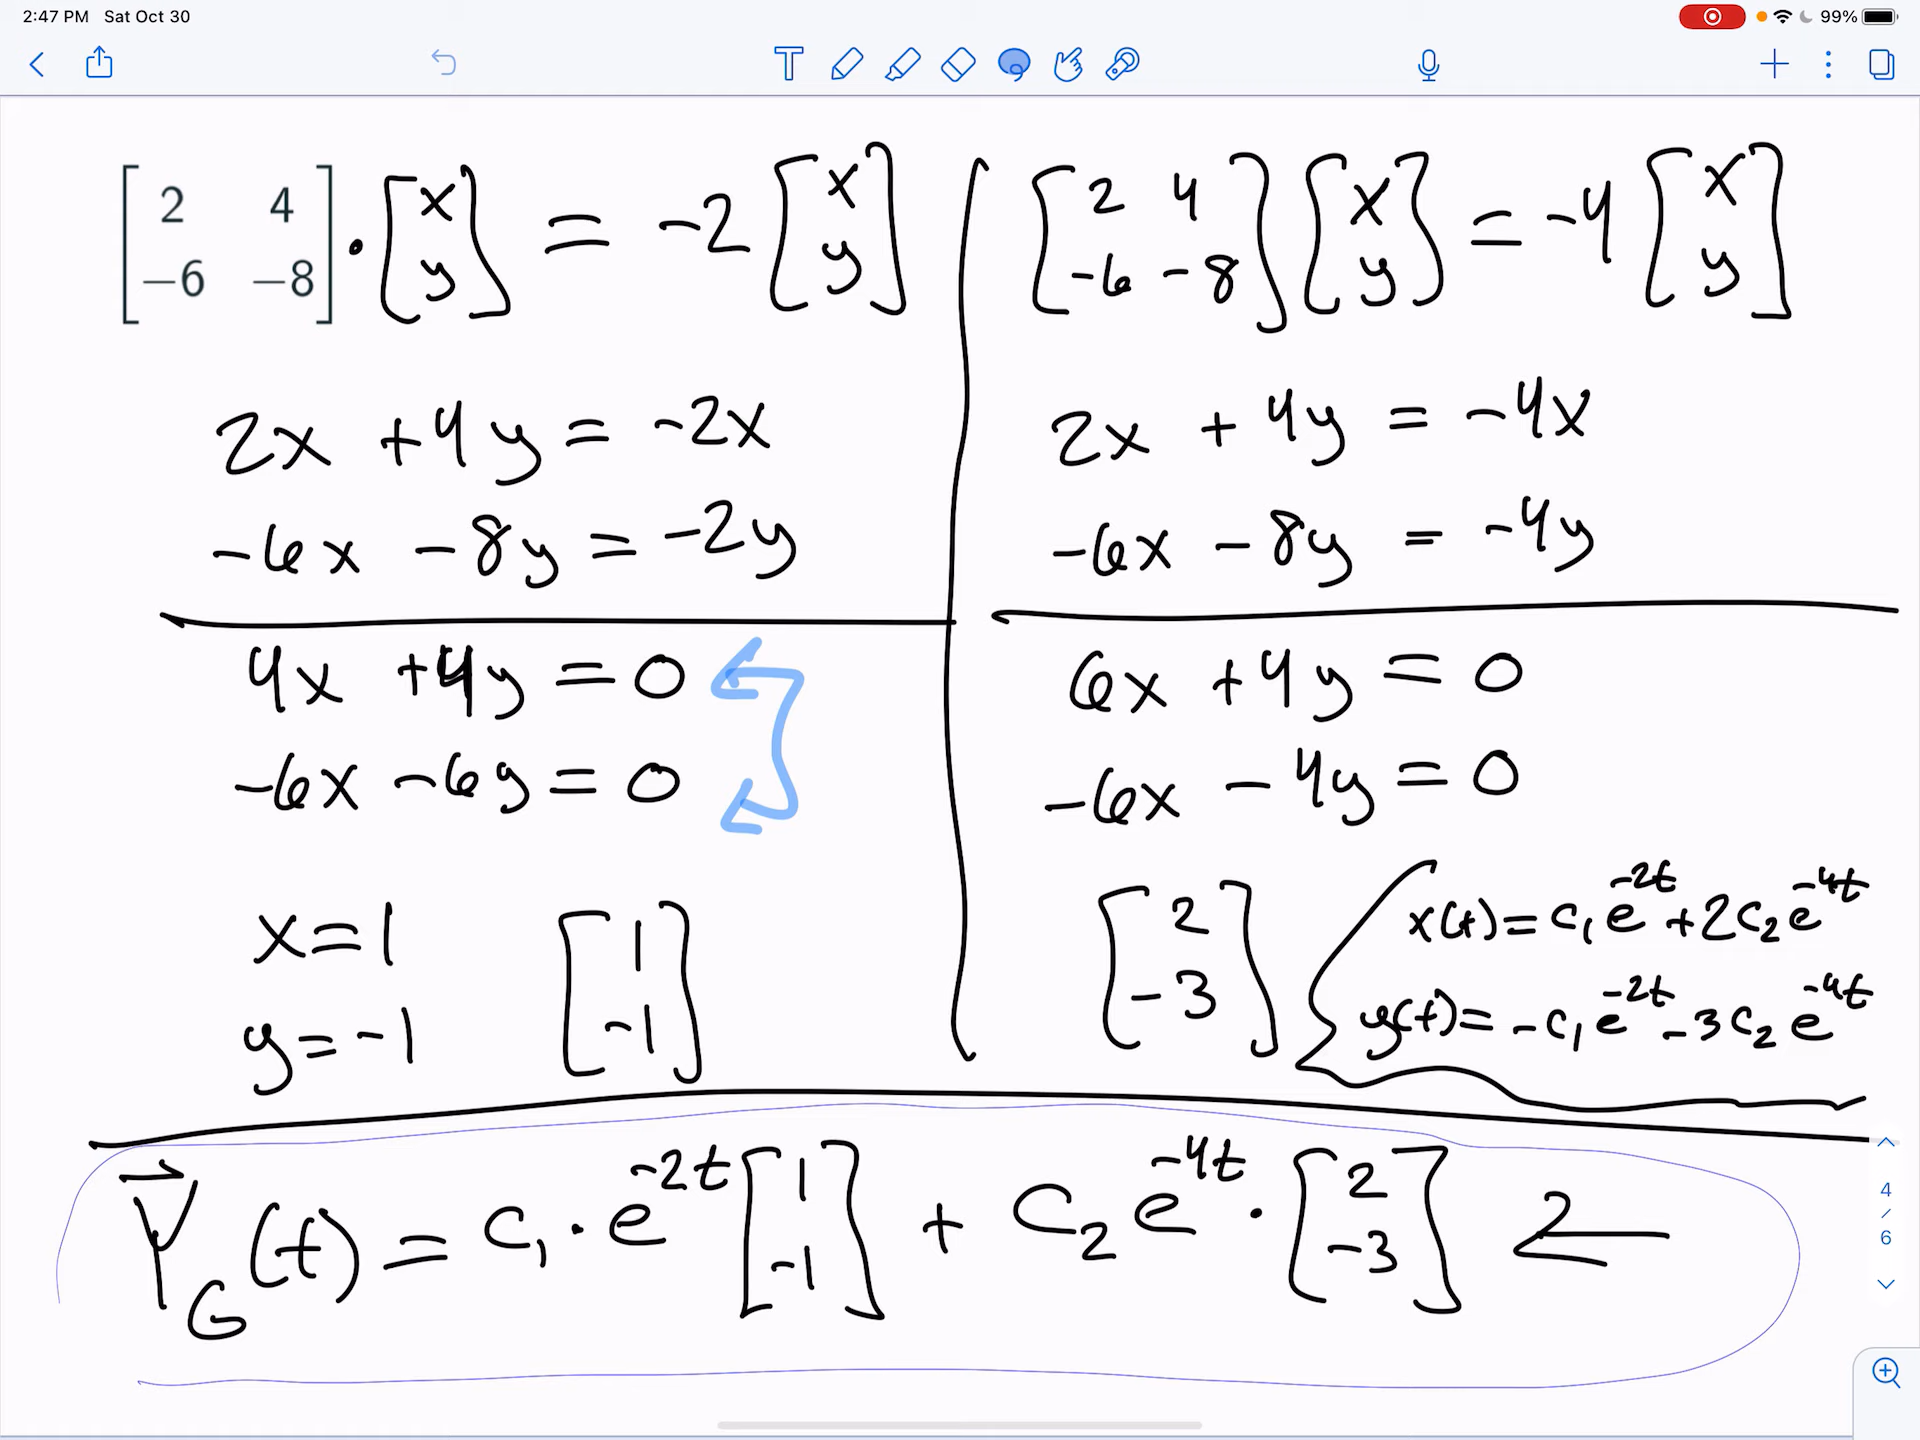 2:47 PM Sat Oct 30
99%
T
[2 4; −6 −8] · [x; y] = -2 [x; y]
2x + 4y = -2x
-6x - 8y = -2y
4x + 4y = 0
-6x - 6y = 0
x = 1
y = -1
[1; -1]
[2 4; -6 -8] [x; y] = -4 [x; y]
2x + 4y = -4x
-6x - 8y = -4y
6x + 4y = 0
-6x - 4y = 0
[2; -3]
x(t) = c₁e^{-2t} + 2c₂e^{-4t}
y(t) = -c₁e^{-2t} - 3c₂e^{-4t}
Y⃗_G(t) = c₁ · e^{-2t} [1; -1] + c₂e^{-4t} · [2; -3]
4
/
6